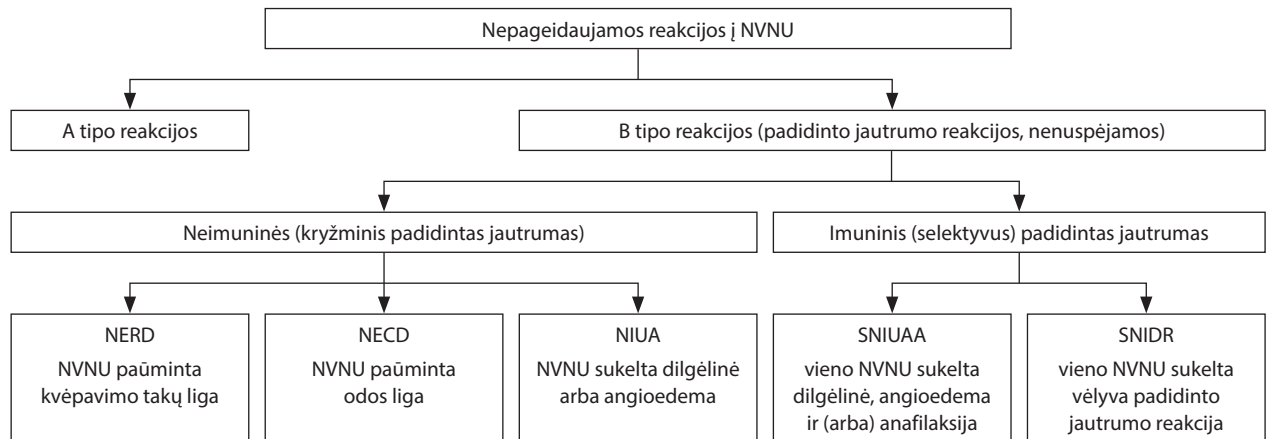 Nepageidaujamos reakcijos į NVNU
A tipo reakcijos
B tipo reakcijos (padidinto jautrumo reakcijos, nenuspėjamos)
Neimuninės (kryžminis padidintas jautrumas)
Imuninis (selektyvus) padidintas jautrumas
NERD
NVNU paūminta
kvėpavimo takų liga
NECD
NVNU paūminta
odos liga
NIUA
NVNU sukelta dilgėlinė
arba angioedema
SNIUAA
vieno NVNU sukelta
dilgėlinė, angioedema
ir (arba) anafilaksija
SNIDR
vieno NVNU sukelta
vėlyva padidinto
jautrumo reakcija